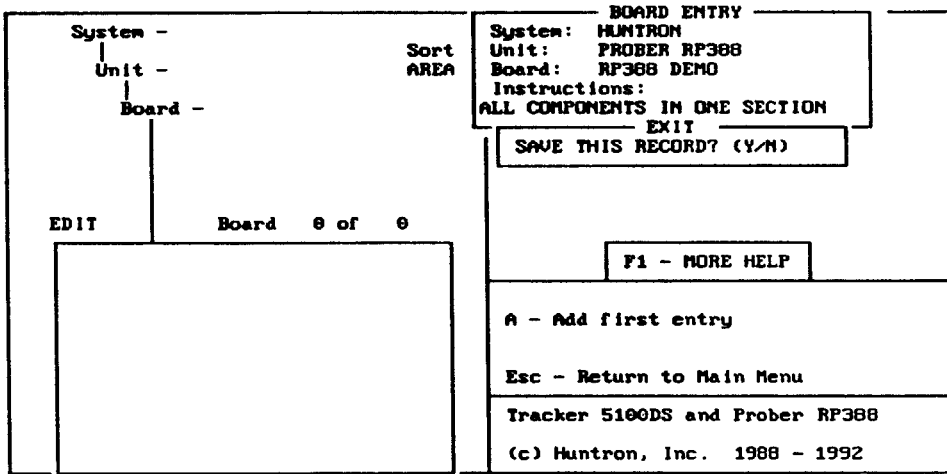 System -
Unit -
Board -
Sort
AREA
EDIT Board 0 of 0
BOARD ENTRY
System: HUNTRON
Unit: PROBER RP388
Board: RP388 DEMO
Instructions:
ALL COMPONENTS IN ONE SECTION
EXIT
SAVE THIS RECORD? (Y/N)
F1 - MORE HELP
A - Add first entry
Esc - Return to Main Menu
Tracker 5100DS and Prober RP388
(c) Huntron, Inc. 1988 - 1992